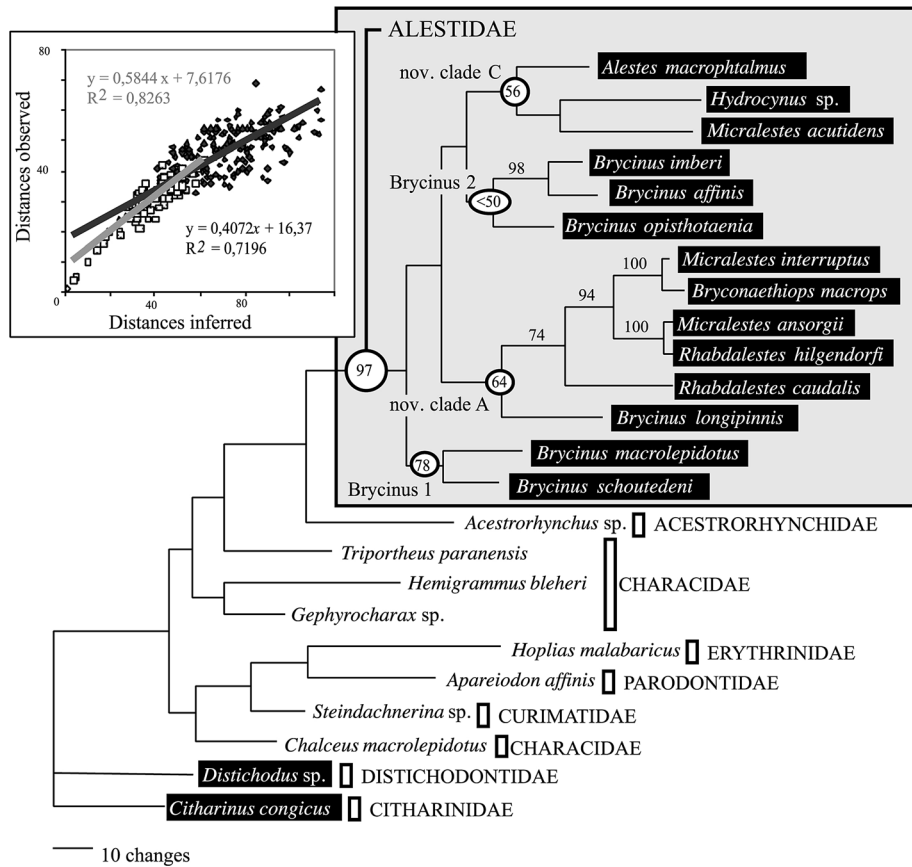 80
y = 0,5844 x + 7,6176
R2 = 0,8263
Distances observed
40
y = 0,4072x + 16,37
R2 = 0,7196
0
0
40
80
Distances inferred
ALESTIDAE
nov. clade C
56
Alestes macrophtalmus
Hydrocynus sp.
Micralestes acutidens
Brycinus 2
98
<50
Brycinus imberi
Brycinus affinis
Brycinus opisthotaenia
100
Micralestes interruptus
Bryconaethiops macrops
94
100
Micralestes ansorgii
Rhabdalestes hilgendorfi
74
Rhabdalestes caudalis
97
64
nov. clade A
Brycinus longipinnis
78
Brycinus 1
Brycinus macrolepidotus
Brycinus schoutedeni
Acestrorhynchus sp. ACESTRORHYNCHIDAE
Triportheus paranensis
Hemigrammus bleheri CHARACIDAE
Gephyrocharax sp.
Hoplias malabaricus ERYTHRINIDAE
Apareiodon affinis PARODONTIDAE
Steindachnerina sp. CURIMATIDAE
Chalceus macrolepidotus CHARACIDAE
Distichodus sp. DISTICHODONTIDAE
Citharinus congicus CITHARINIDAE
10 changes